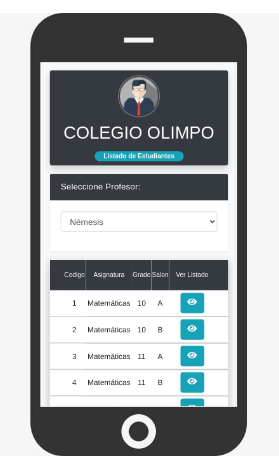 COLEGIO OLIMPO
Listado de Estudiantes
Seleccione Profesor:
Némesis
Codigo Asignatura Grado Salon Ver Listado
1 Matemáticas 10 A
2 Matemáticas 10 B
3 Matemáticas 11 A
4 Matemáticas 11 B